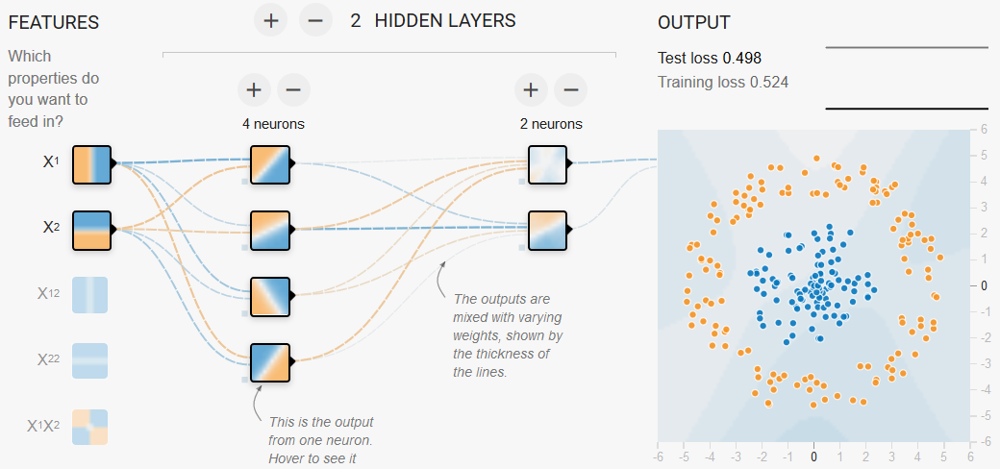 FEATURES
Which
properties do
you want to
feed in?
X1
X2
X12
X22
X1X2
+ − 2 HIDDEN LAYERS
+ −
4 neurons
+ −
2 neurons
The outputs are
mixed with varying
weights, shown by
the thickness of
the lines.
This is the output
from one neuron.
Hover to see it
OUTPUT
Test loss 0.498
Training loss 0.524
6
5
4
3
2
1
0
-1
-2
-3
-4
-5
-6
-6 -5 -4 -3 -2 -1 0 1 2 3 4 5 6